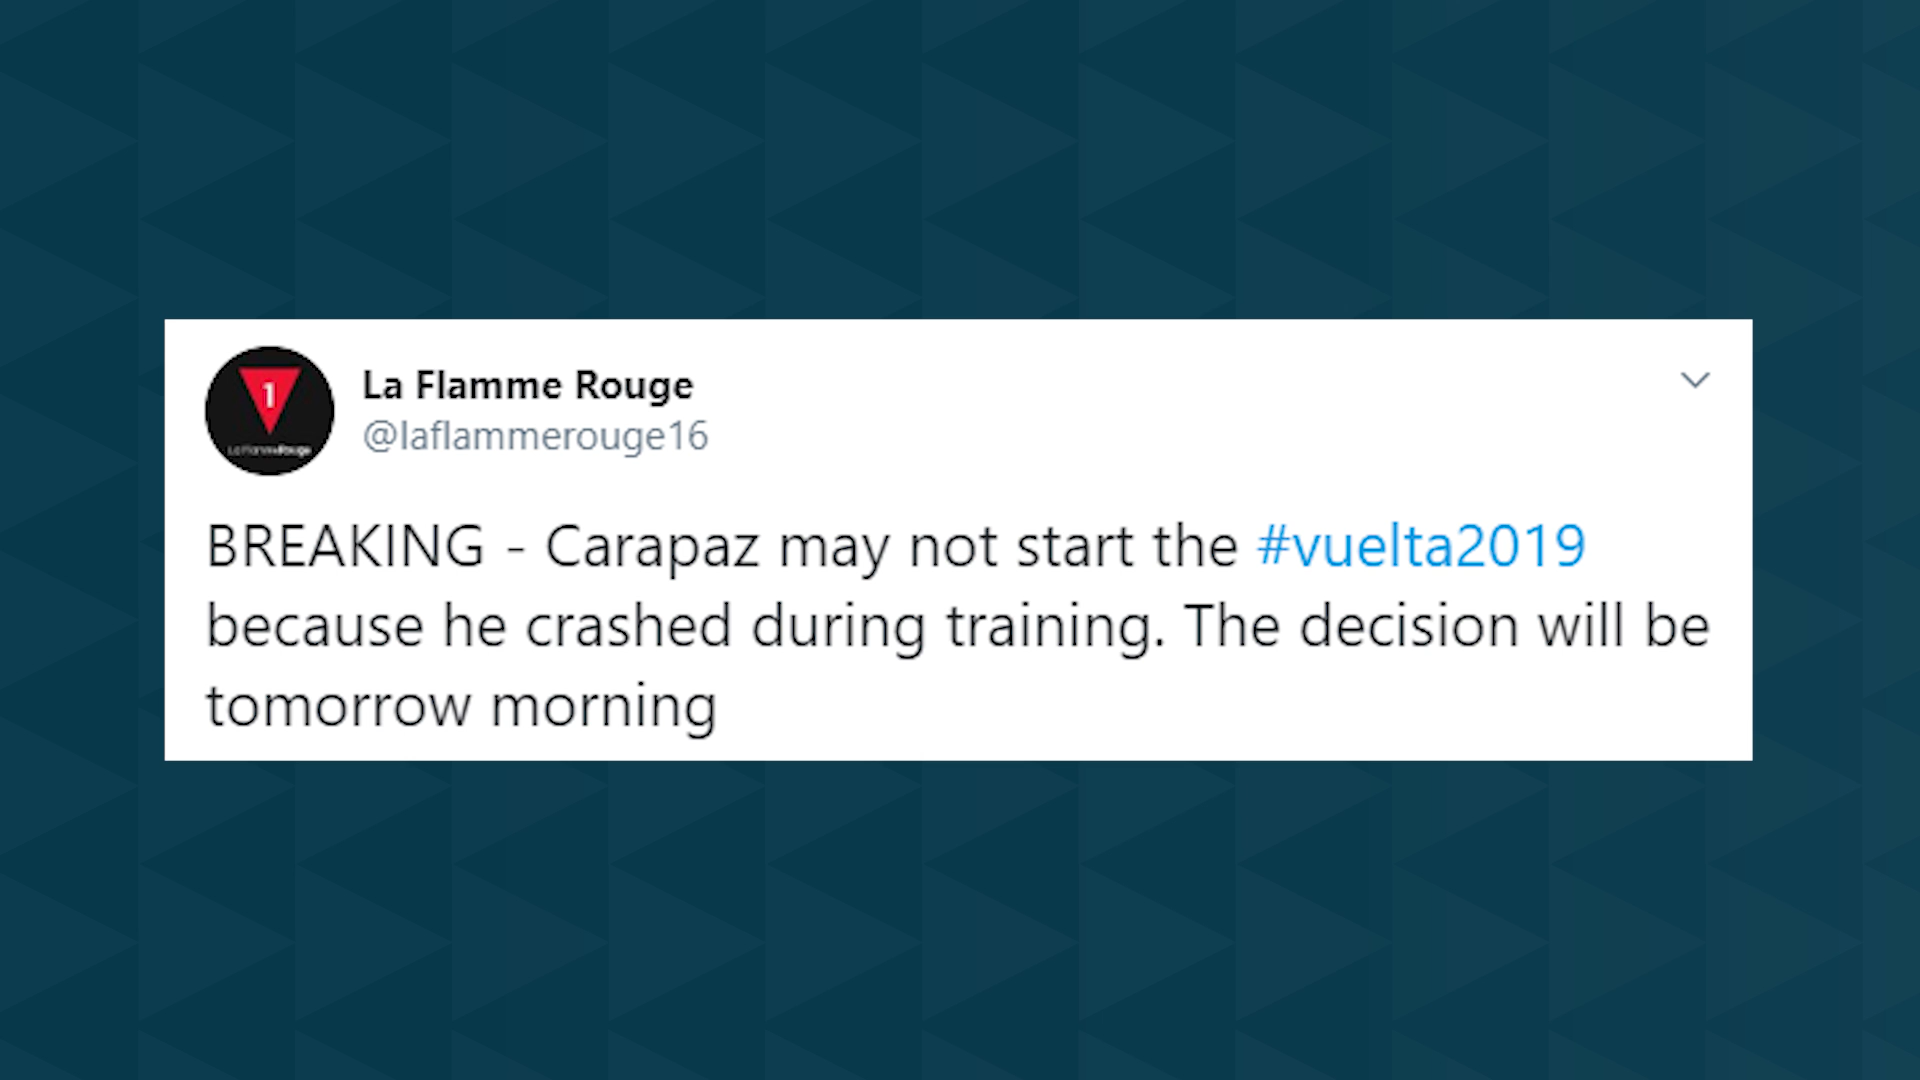 1
La Flamme Rouge
@laflammerouge16
BREAKING - Carapaz may not start the #vuelta2019
because he crashed during training. The decision will be
tomorrow morning